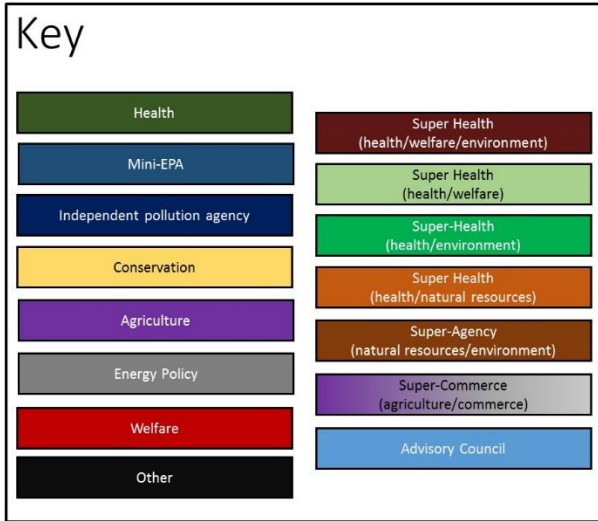 Key
Health
Mini-EPA
Independent pollution agency
Conservation
Agriculture
Energy Policy
Welfare
Other
Super Health
(health/welfare/environment)
Super Health
(health/welfare)
Super-Health
(health/environment)
Super Health
(health/natural resources)
Super-Agency
(natural resources/environment)
Super-Commerce
(agriculture/commerce)
Advisory Council